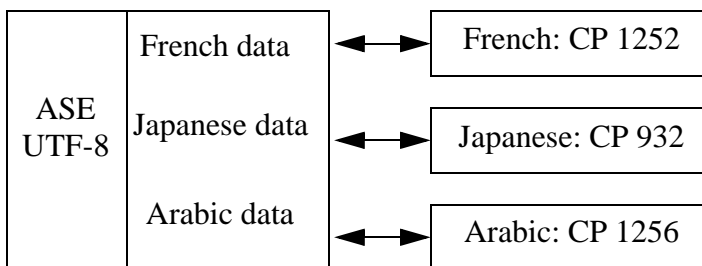 ASE
UTF-8
French data
Japanese data
Arabic data
French: CP 1252
Japanese: CP 932
Arabic: CP 1256